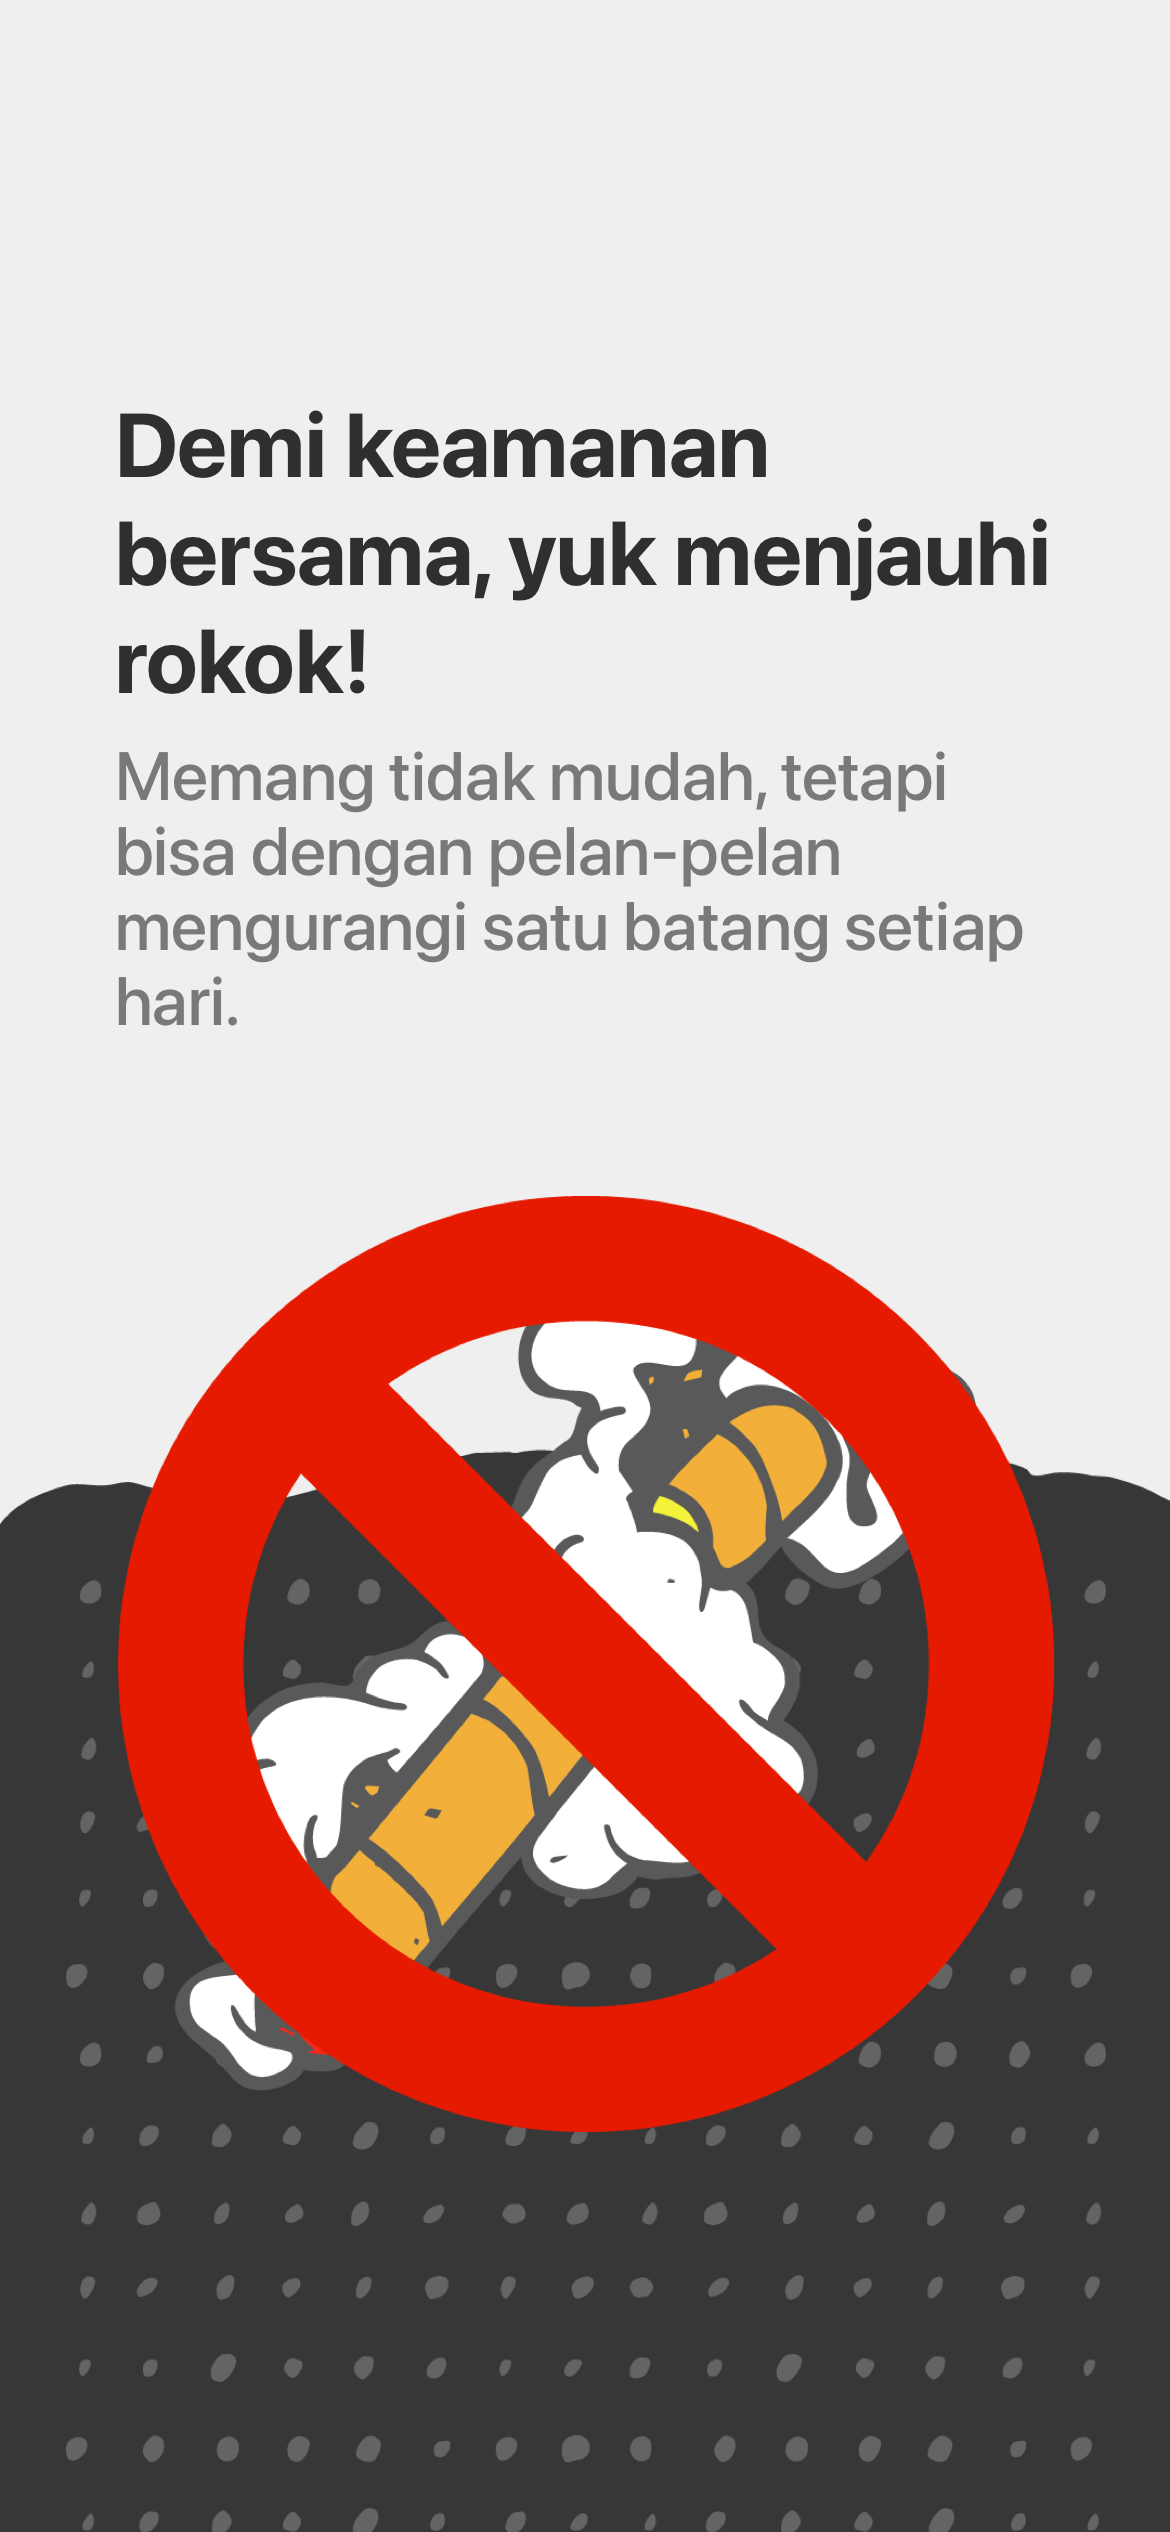 Demi keamanan
bersama, yuk menjauhi
rokok!
Memang tidak mudah, tetapi
bisa dengan pelan-pelan
mengurangi satu batang setiap
hari.